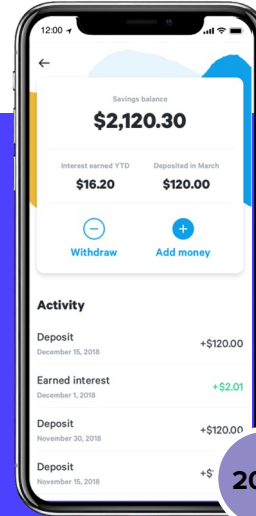 12:00
Savings balance
$2,120.30
Interest earned YTD
Deposited in March
$16.20
$120.00
Withdraw
Add money
Activity
Deposit
+$120.00
December 15, 2018
Earned interest
+$2.01
December 1, 2018
Deposit
+$120.00
November 30, 2018
Deposit
+$
November 15, 2018
20